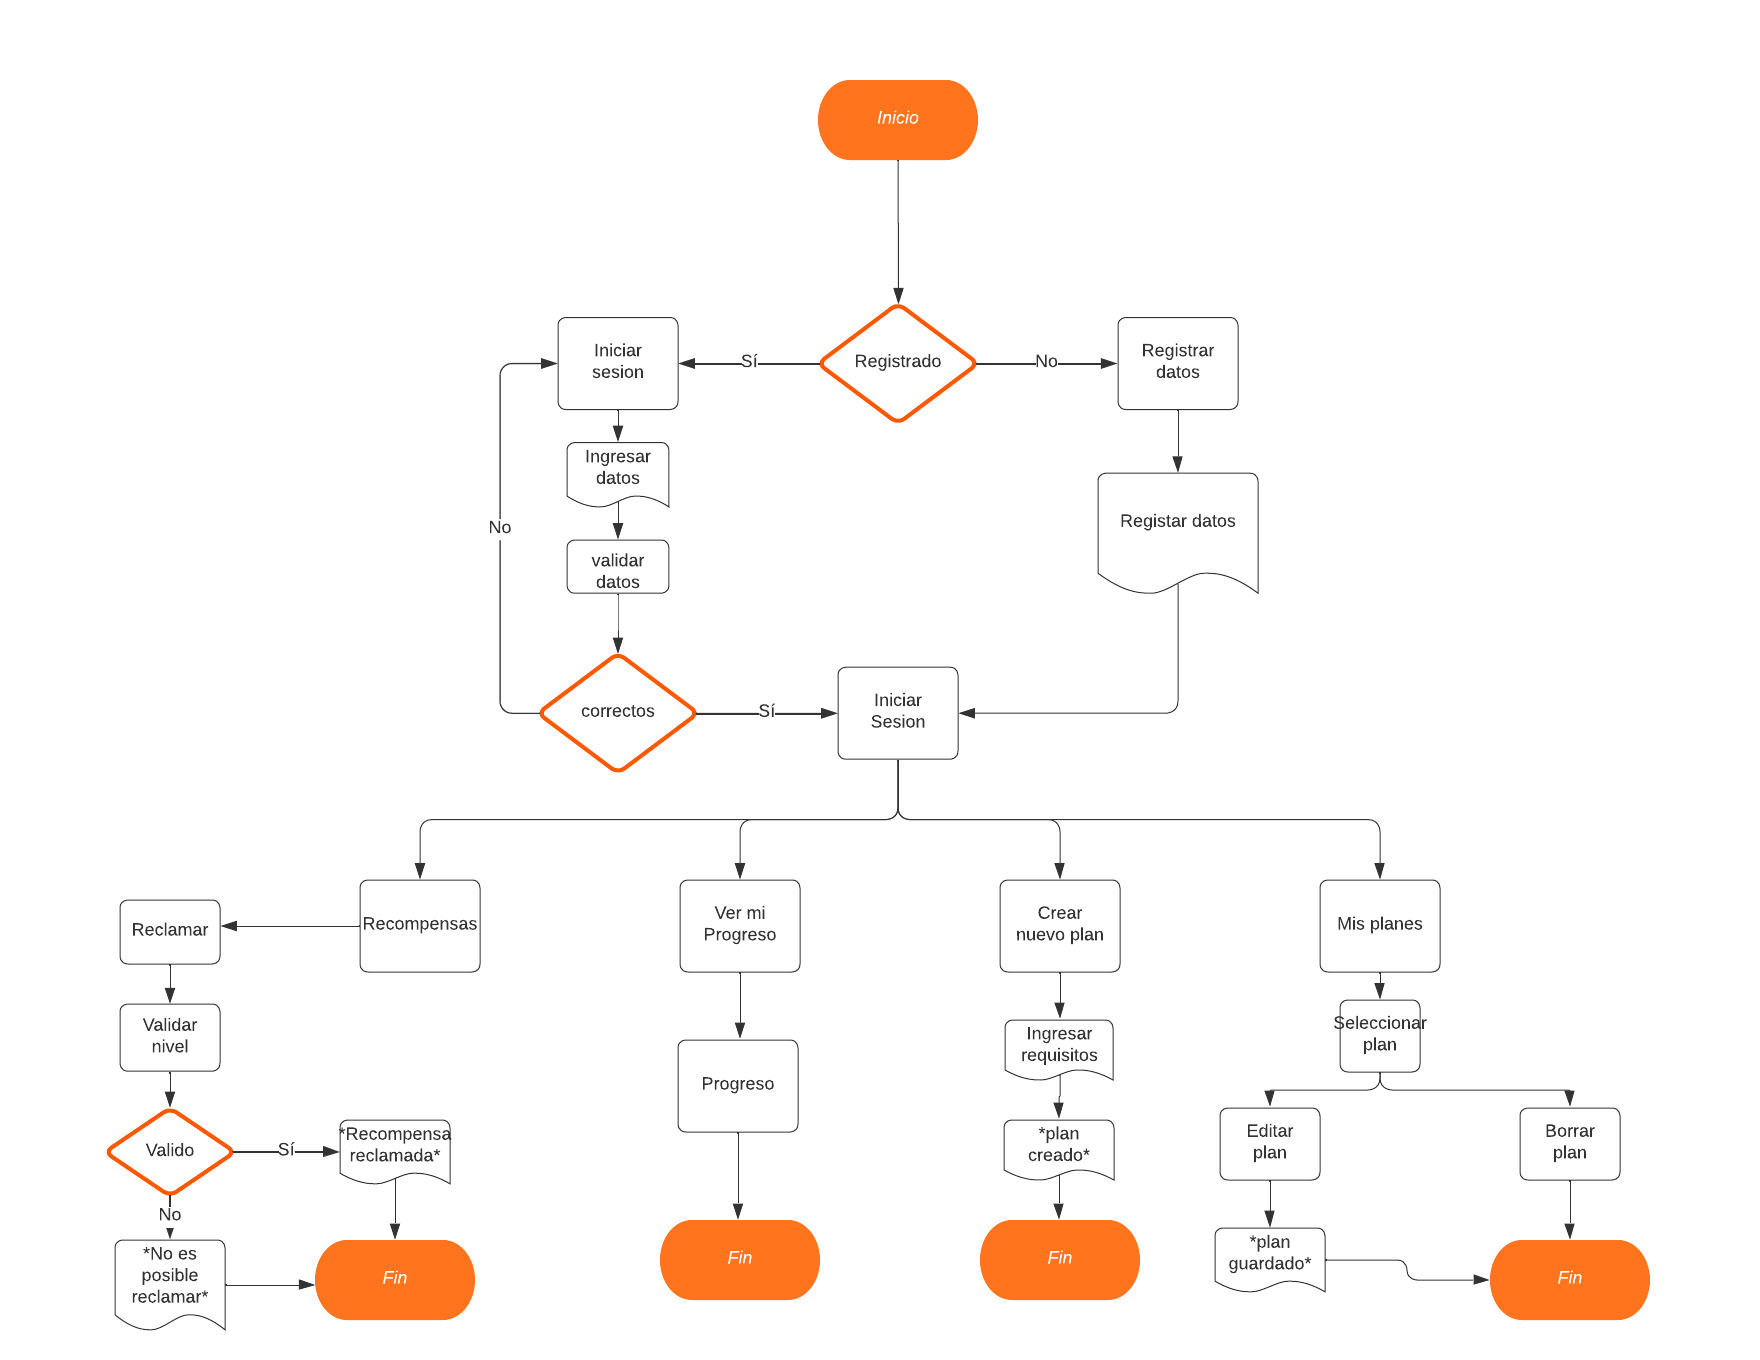 Inicio
Iniciar
sesion
Sí
Registrado
No
Registrar
datos
Ingresar
datos
No
validar
datos
Registar datos
correctos
Sí
Iniciar
Sesion
Reclamar
Recompensas
Ver mi
Progreso
Crear
nuevo plan
Mis planes
Validar
nivel
Progreso
Ingresar
requisitos
Seleccionar
plan
Valido
Sí
*Recompensa
reclamada*
*plan
creado*
Editar
plan
Borrar
plan
No
*No es
posible
reclamar*
Fin
Fin
Fin
*plan
guardado*
Fin